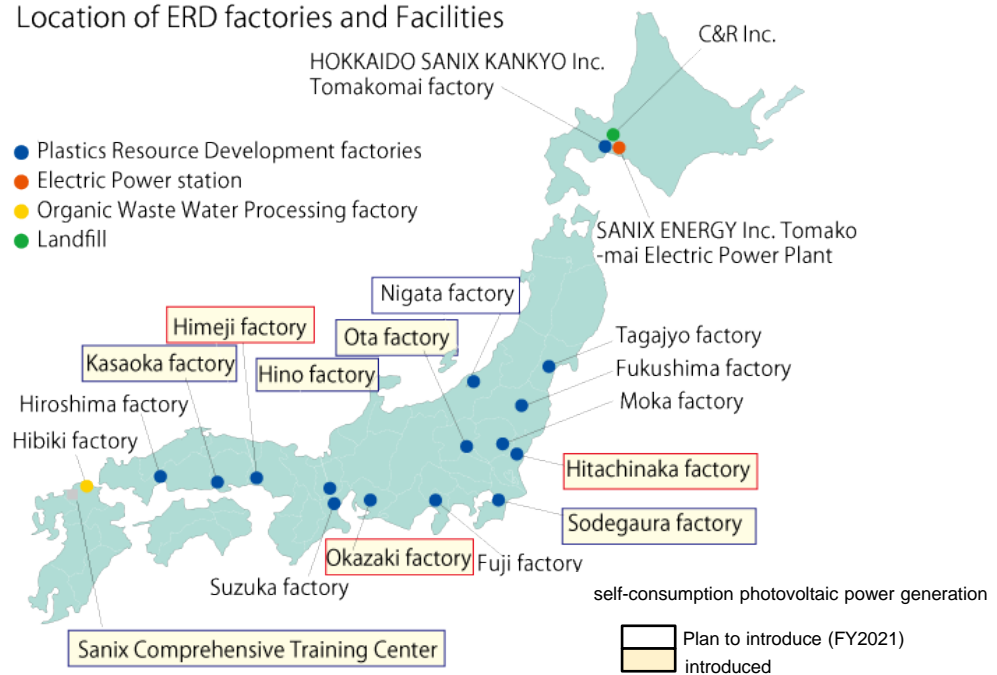 Location of ERD factories and Facilities
C&R Inc.
HOKKAIDO SANIX KANKYO Inc.
Tomakomai factory
Plastics Resource Development factories
Electric Power station
Organic Waste Water Processing factory
Landfill
SANIX ENERGY Inc. Tomako
-mai Electric Power Plant
Nigata factory
Himeji factory
Ota factory
Kasaoka factory
Hino factory
Tagajyo factory
Fukushima factory
Moka factory
Hiroshima factory
Hibiki factory
Hitachinaka factory
Sodegaura factory
Okazaki factory
Fuji factory
Suzuka factory
self-consumption photovoltaic power generation
Sanix Comprehensive Training Center
Plan to introduce (FY2021)
introduced